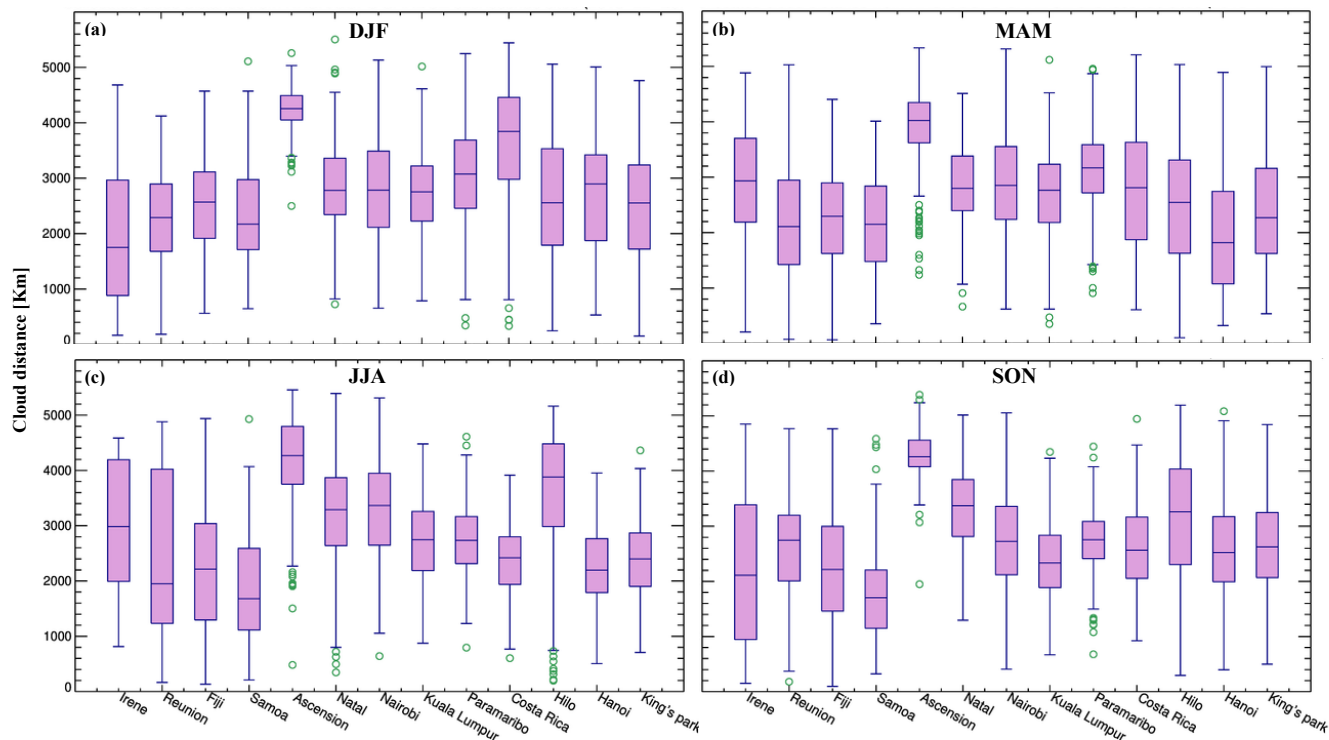 (a) DJF
(b) MAM
5000
4000
3000
2000
1000
0
Cloud distance [Km]
(c) JJA
(d) SON
5000
4000
3000
2000
1000
0
Irene Reunion Fiji Samoa Ascension Natal Nairobi Kuala Lumpur Paramaribo Costa Rica Hilo Hanoi King's park
Irene Reunion Fiji Samoa Ascension Natal Nairobi Kuala Lumpur Paramaribo Costa Rica Hilo Hanoi King's park